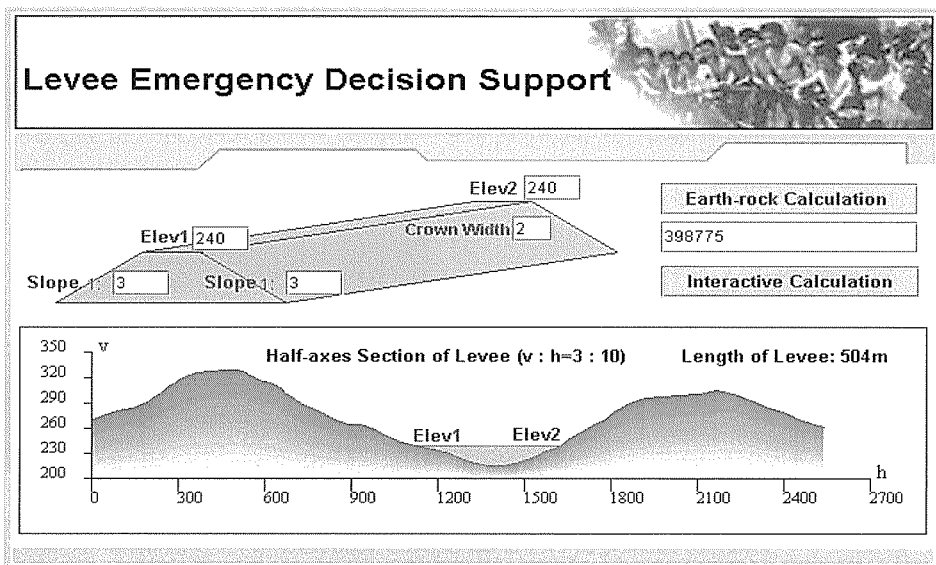 Levee Emergency Decision Support
Elev2 240
Earth-rock Calculation
Elev1 240
Crown Width 2
398775
Slope 1: 3
Slope 1: 3
Interactive Calculation
350
v
Half-axes Section of Levee (v : h=3 : 10)
Length of Levee: 504m
320
290
260
Elev1
Elev2
230
200
h
0 300 600 900 1200 1500 1800 2100 2400 2700